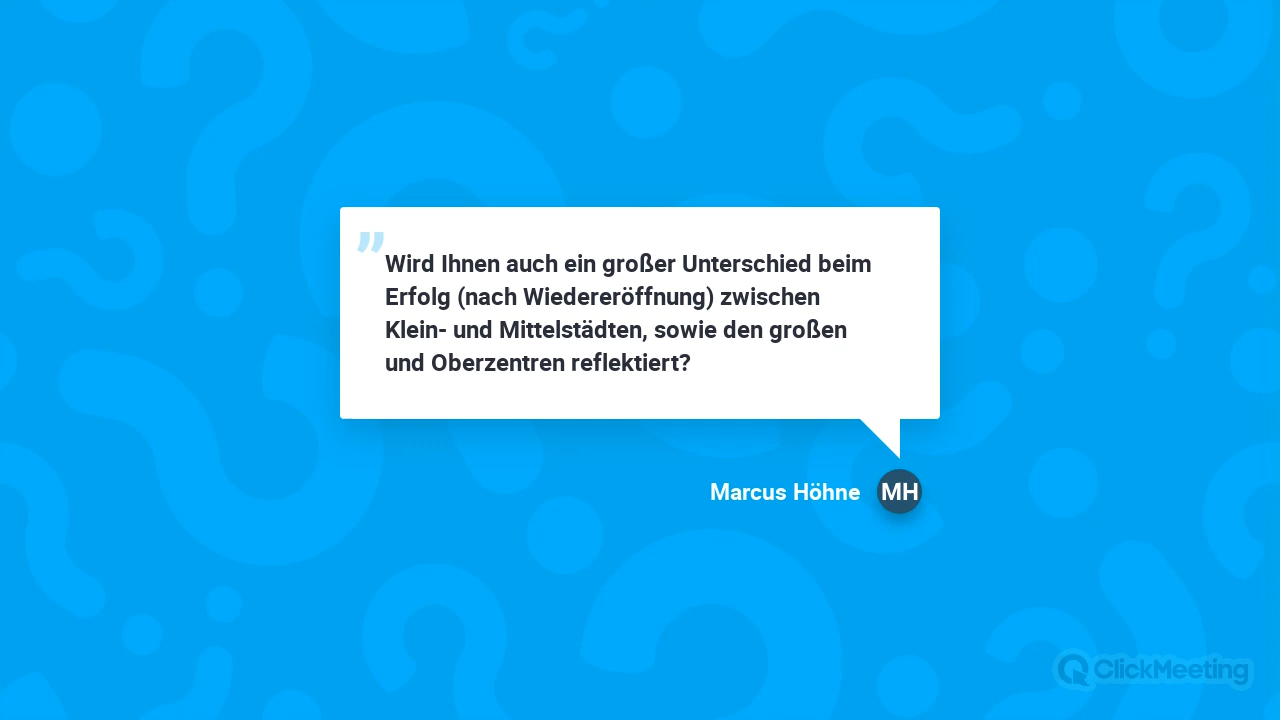 Wird Ihnen auch ein großer Unterschied beim
Erfolg (nach Wiedereröffnung) zwischen
Klein- und Mittelstädten, sowie den großen
und Oberzentren reflektiert?
Marcus Höhne
MH
ClickMeeting